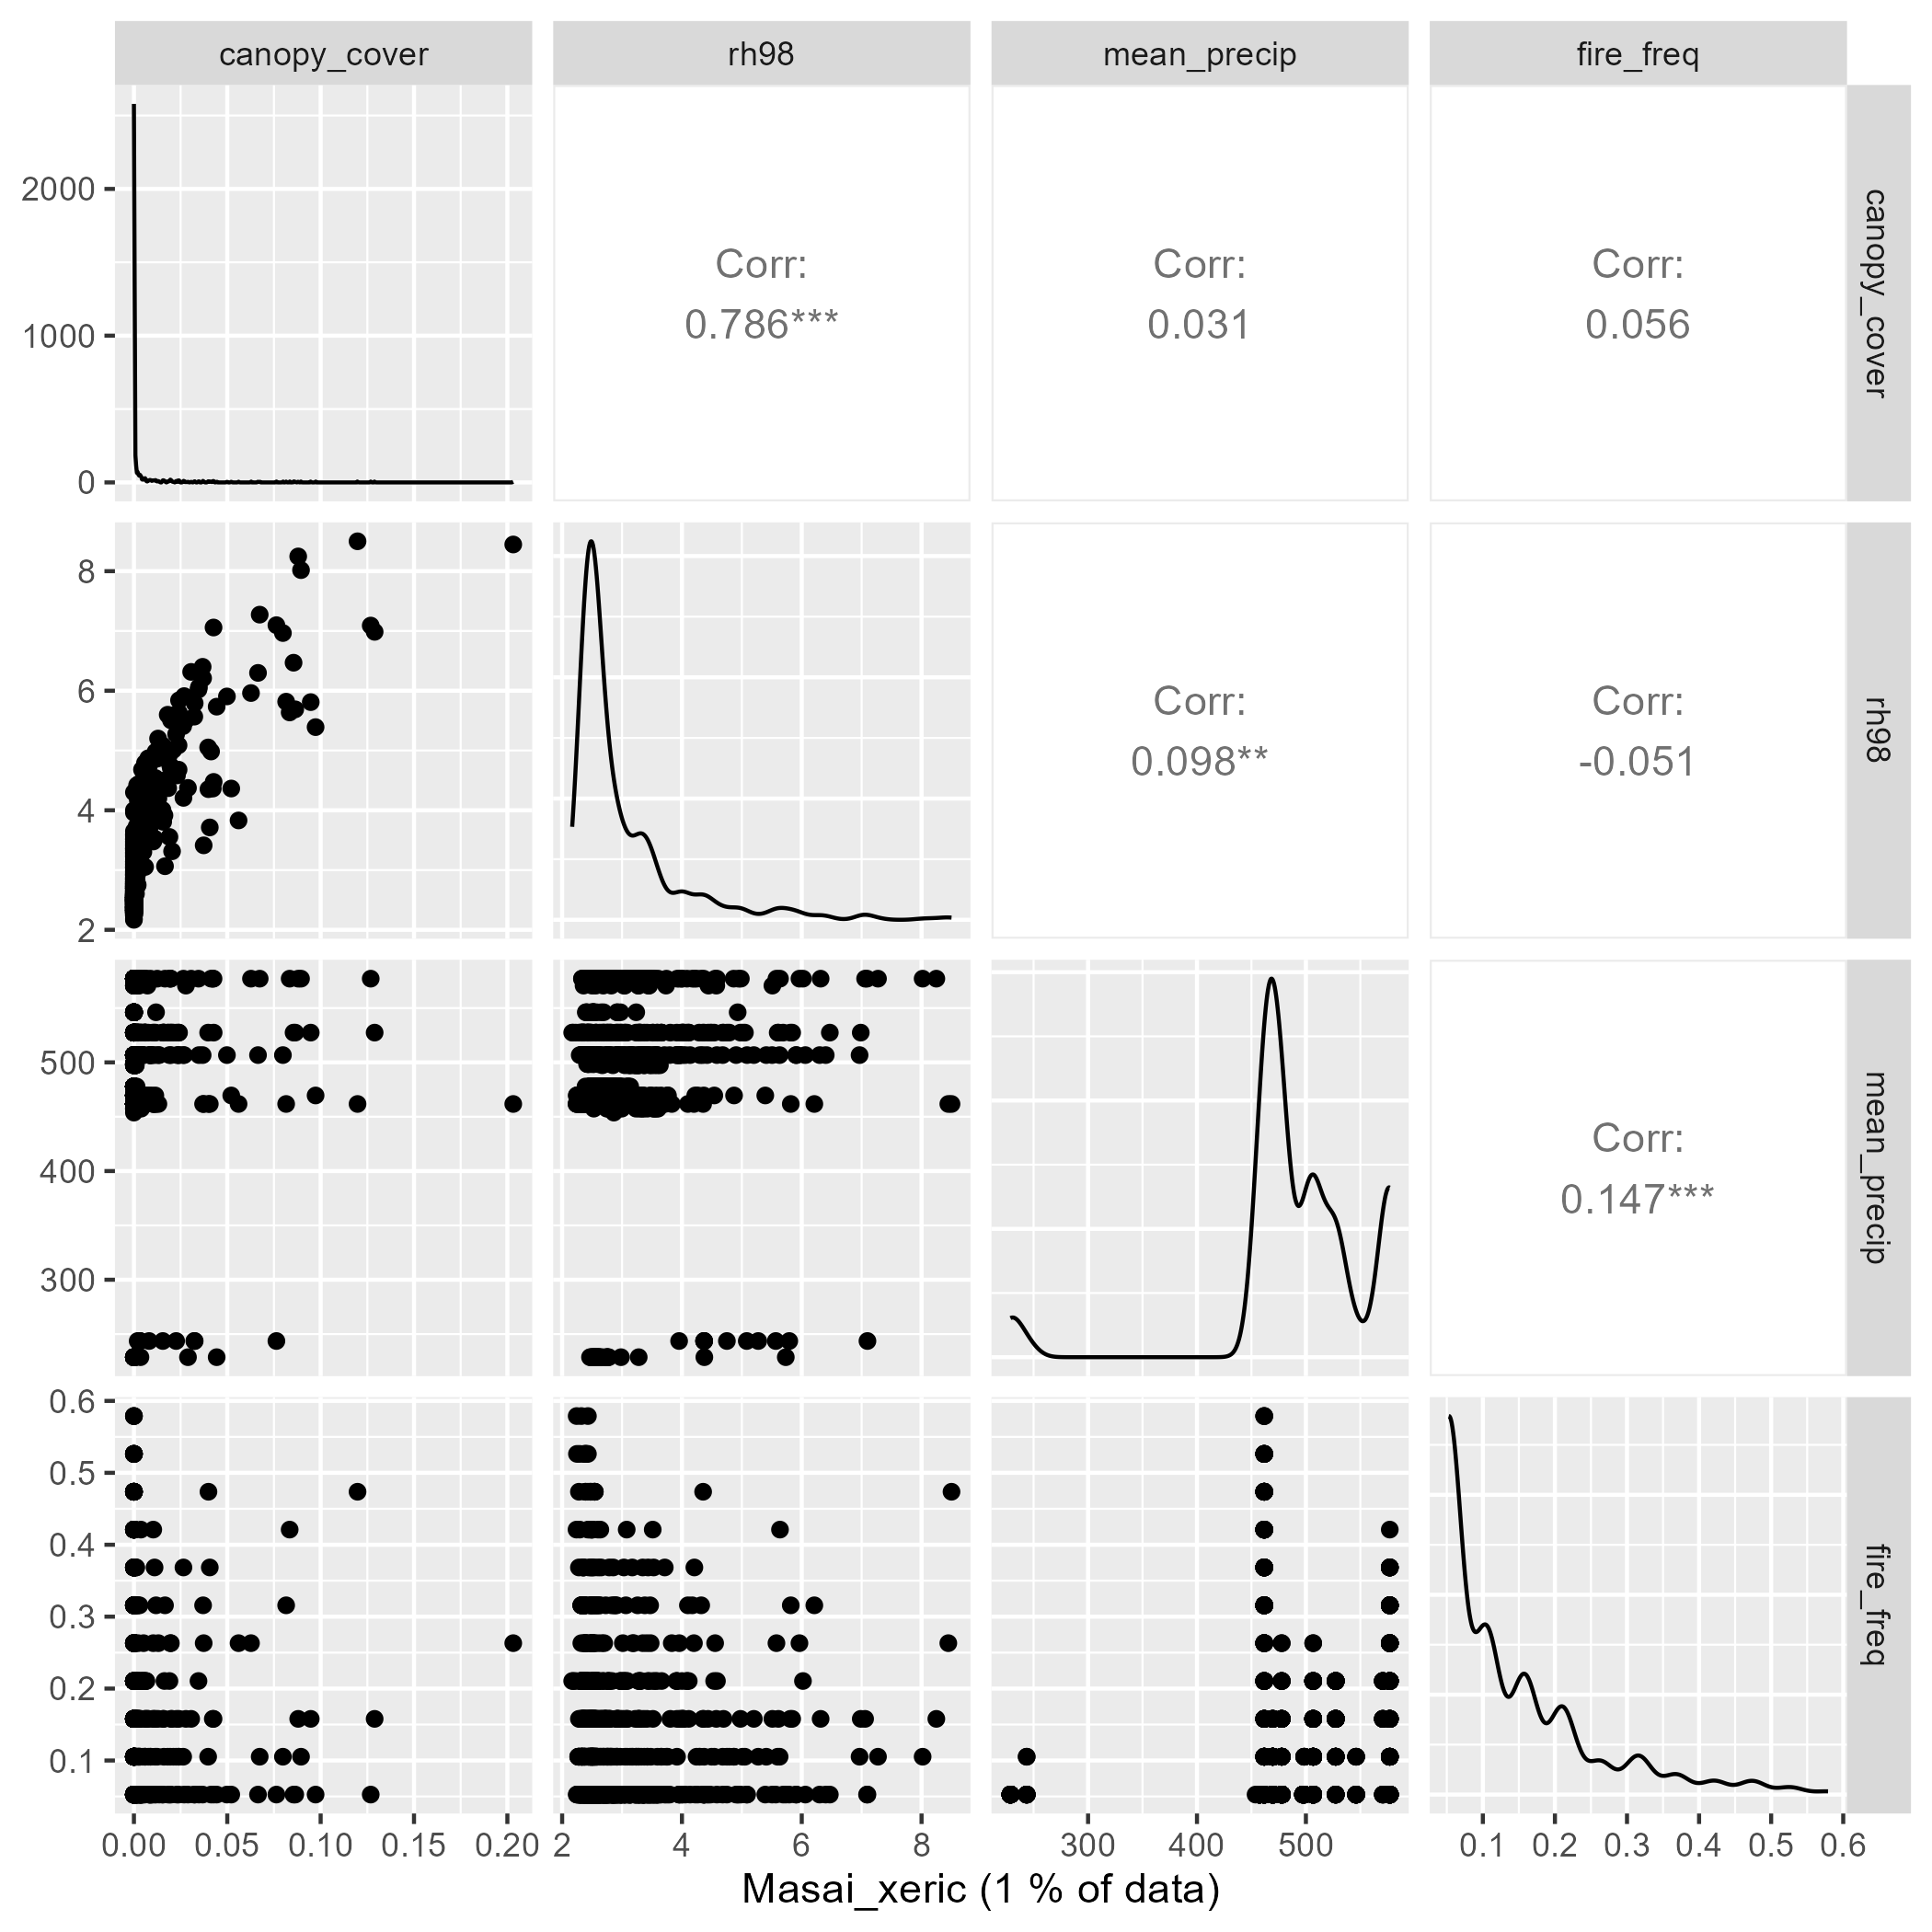 canopy_cover rh98 mean_precip fire_freq
2000
1000
0
Corr:
0.786***
Corr:
0.031
Corr:
0.056
canopy_cover
8
6
4
2
Corr:
0.098**
Corr:
-0.051
rh98
500
400
300
Corr:
0.147***
mean_precip
0.6
0.5
0.4
0.3
0.2
0.1
fire_freq
0.00 0.05 0.10 0.15 0.20 2 4 6 8 300 400 500 0.1 0.2 0.3 0.4 0.5 0.6
Masai_xeric (1 % of data)